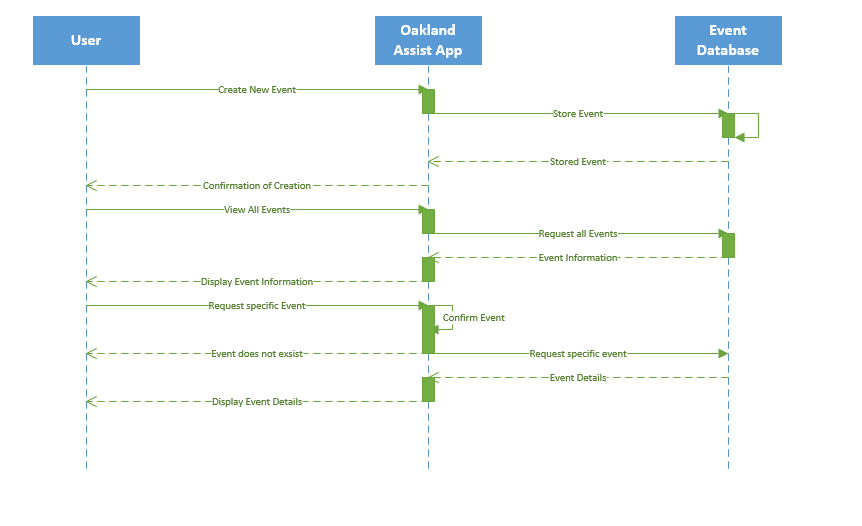 User
Oakland
Assist App
Event
Database
Create New Event
Store Event
Stored Event
Confirmation of Creation
View All Events
Request all Events
Event Information
Display Event Information
Request specific Event
Confirm Event
Event does not exsist
Request specific event
Event Details
Display Event Details